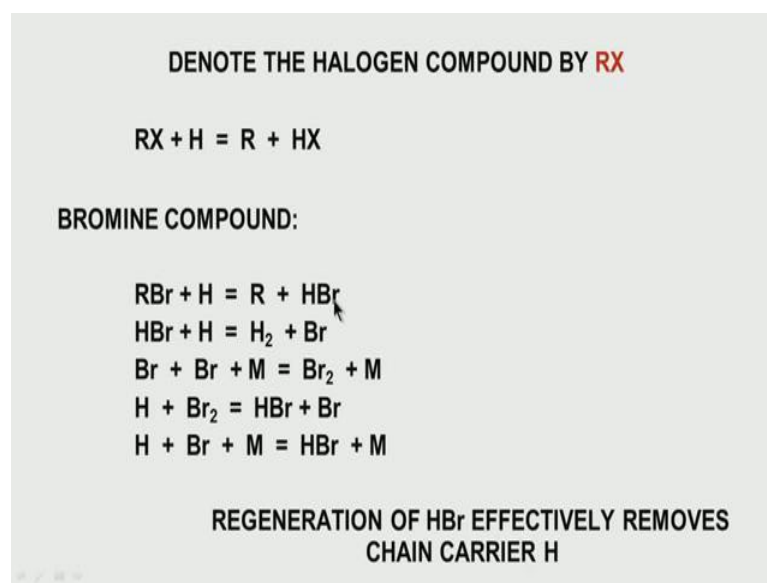 DENOTE THE HALOGEN COMPOUND BY RX
RX + H = R + HX
BROMINE COMPOUND:
RBr + H = R + HBr
HBr + H = H₂ + Br
Br + Br + M = Br₂ + M
H + Br₂ = HBr + Br
H + Br + M = HBr + M
REGENERATION OF HBr EFFECTIVELY REMOVES
CHAIN CARRIER H